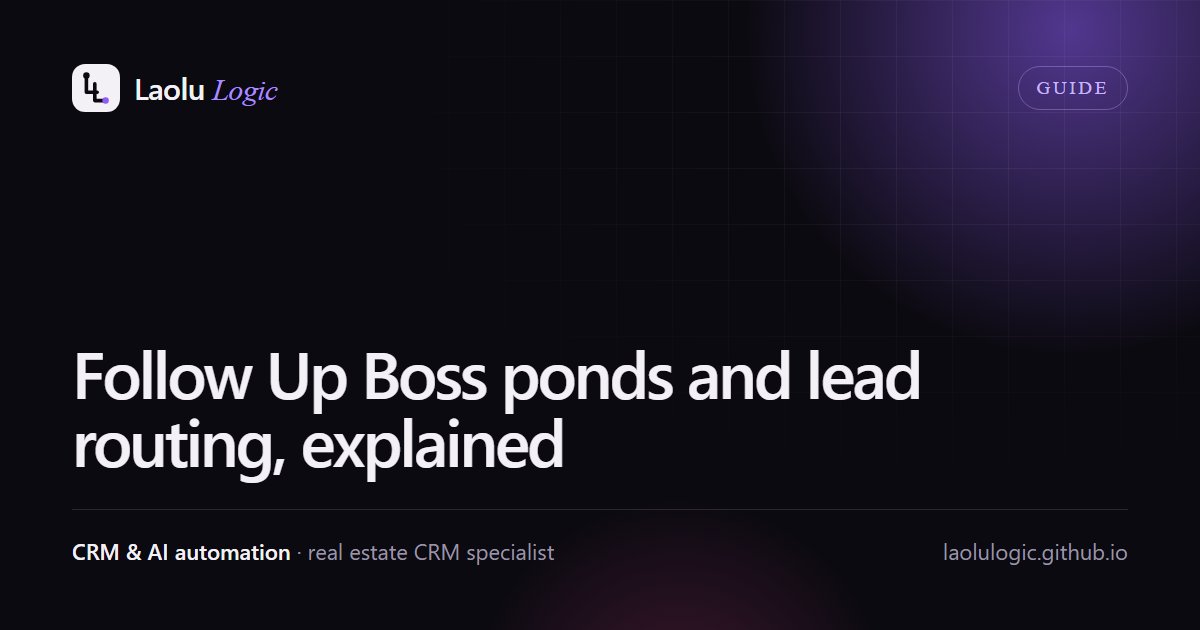 Laolu Logic
GUIDE
Follow Up Boss ponds and lead
routing, explained
CRM & AI automation · real estate CRM specialist
laolulogic.github.io